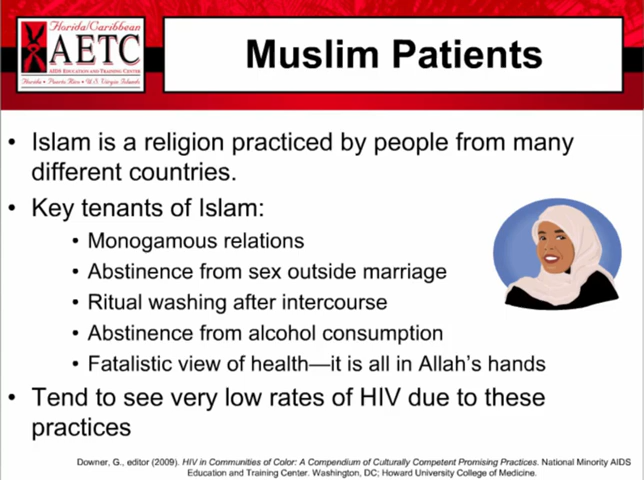 Florida/Caribbean
AETC
AIDS EDUCATION AND TRAINING CENTER
Florida • Puerto Rico • U.S. Virgin Islands
Muslim Patients
• Islam is a religion practiced by people from many
different countries.
• Key tenants of Islam:
• Monogamous relations
• Abstinence from sex outside marriage
• Ritual washing after intercourse
• Abstinence from alcohol consumption
• Fatalistic view of health—it is all in Allah's hands
• Tend to see very low rates of HIV due to these
practices
Downer, G., editor (2009). HIV in Communities of Color: A Compendium of Culturally Competent Promising Practices. National Minority AIDS
Education and Training Center. Washington, DC; Howard University College of Medicine.